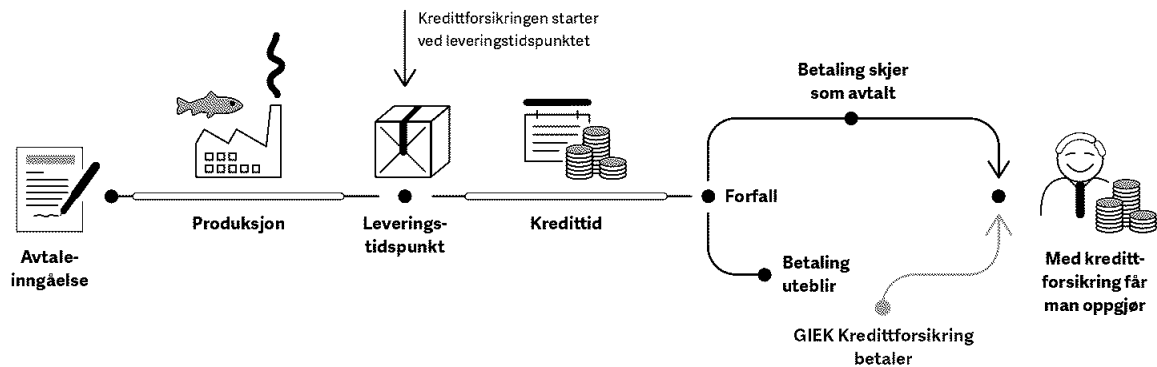 Kredittforsikringen starter
ved leveringstidspunktet
Avtale-
inngåelse
Produksjon
Leverings-
tidspunkt
Kredittid
Forfall
Betaling skjer
som avtalt
Betaling
uteblir
GIEK Kredittforsikring
betaler
Med kreditt-
forsikring får
man oppgjør